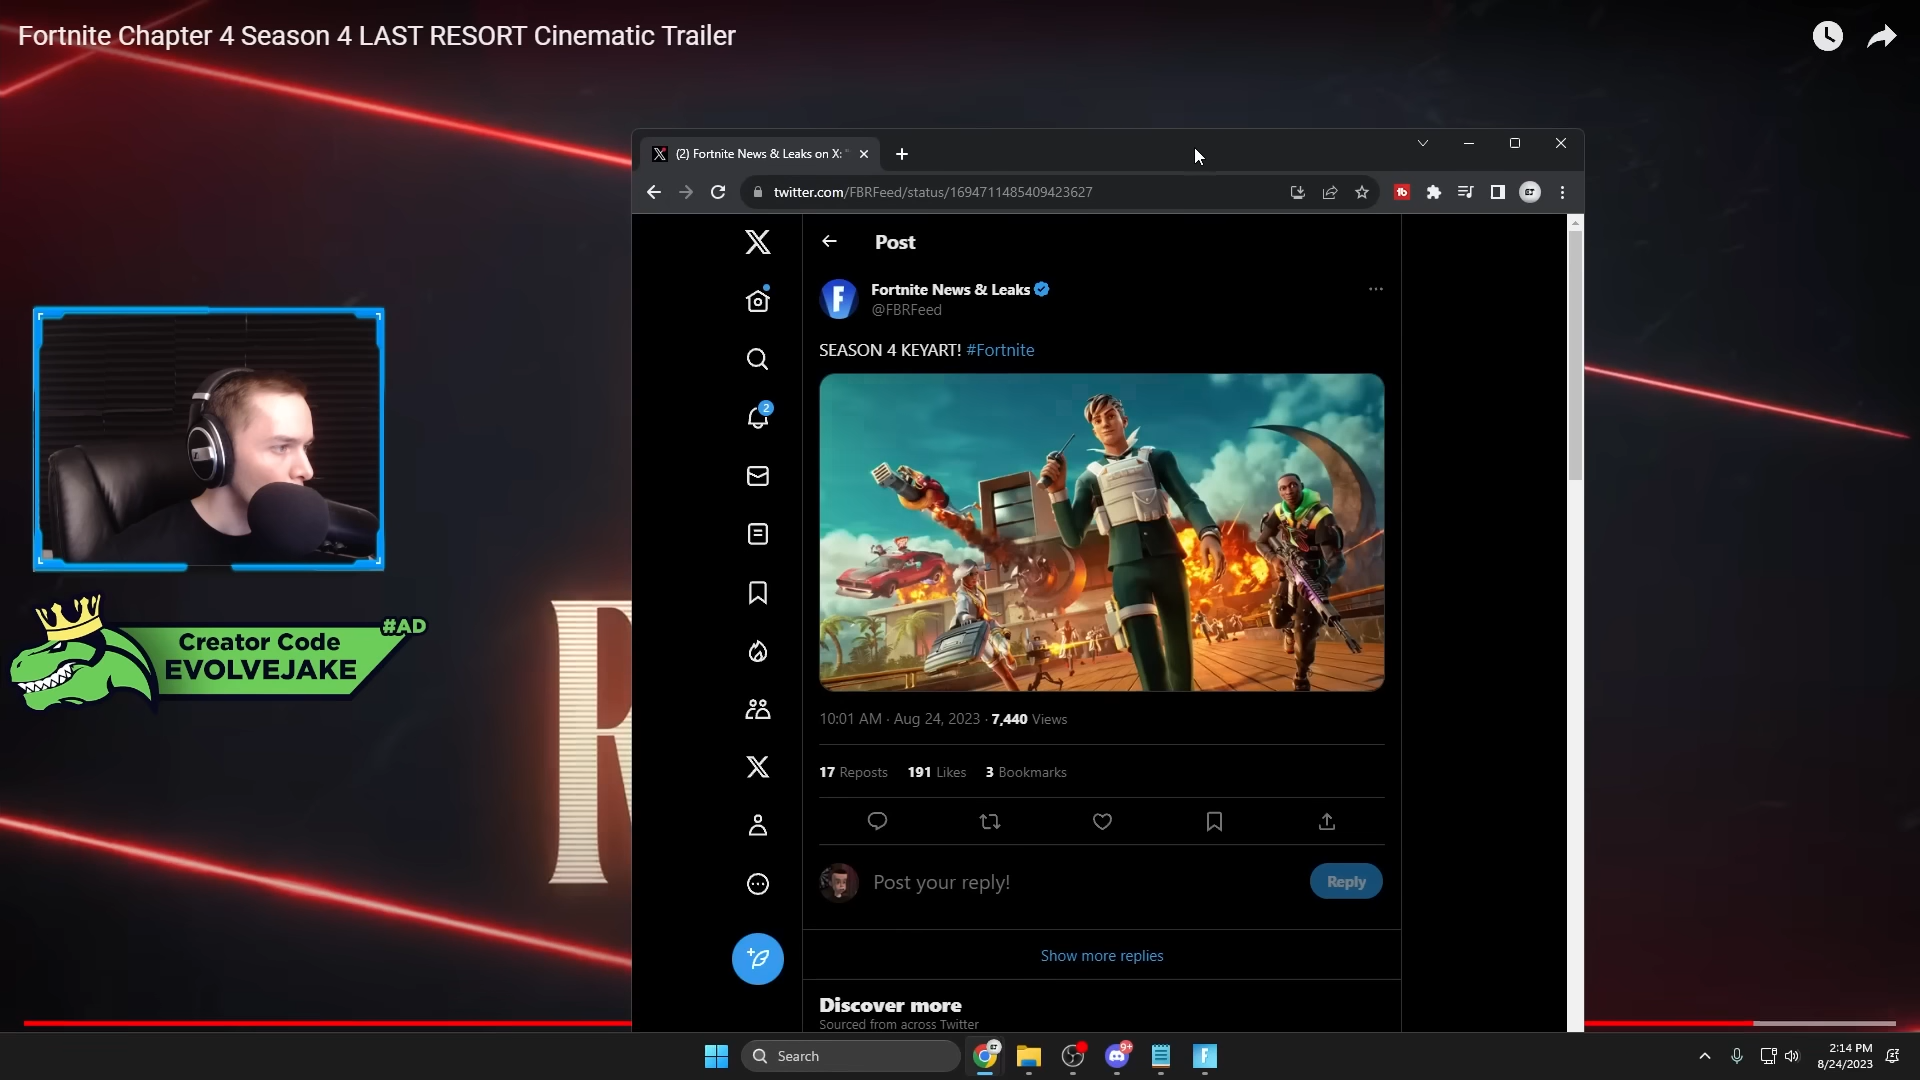 Fortnite Chapter 4 Season 4 LAST RESORT Cinematic Trailer
(2) Fortnite News & Leaks on X: "
twitter.com/FBRFeed/status/1694711485409423627
Post
Fortnite News & Leaks
@FBRFeed
SEASON 4 KEYART! #Fortnite
2
10:01 AM · Aug 24, 2023 · 7,440 Views
17 Reposts 191 Likes 3 Bookmarks
Post your reply!
Reply
Show more replies
Discover more
Sourced from across Twitter
#AD
Creator Code
EVOLVEJAKE
R
Search
9+
2:14 PM
8/24/2023